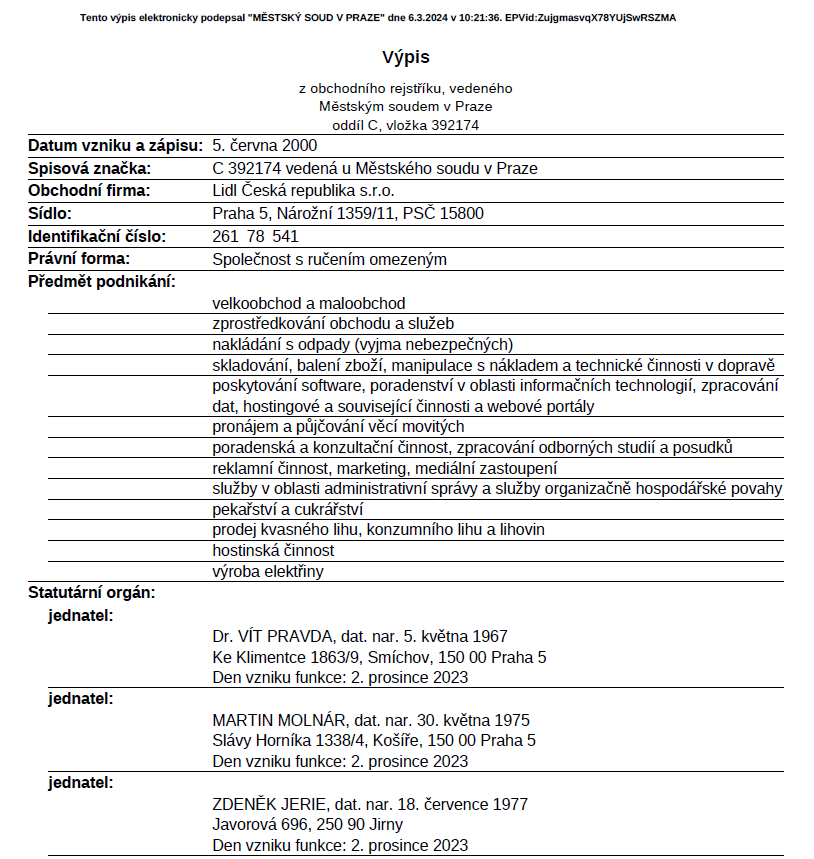 Tento výpis elektronicky podepsal "MĚSTSKÝ SOUD V PRAZE" dne 6.3.2024 v 10:21:36. EPVid:ZujgmasvqX78YUjSwRSZMA
Výpis
z obchodního rejstříku, vedeného
Městským soudem v Praze
oddíl C, vložka 392174
Datum vzniku a zápisu: 5. června 2000
Spisová značka: C 392174 vedená u Městského soudu v Praze
Obchodní firma: Lidl Česká republika s.r.o.
Sídlo: Praha 5, Nárožní 1359/11, PSČ 15800
Identifikační číslo: 261 78 541
Právní forma: Společnost s ručením omezeným
Předmět podnikání:
velkoobchod a maloobchod
zprostředkování obchodu a služeb
nakládání s odpady (vyjma nebezpečných)
skladování, balení zboží, manipulace s nákladem a technické činnosti v dopravě
poskytování software, poradenství v oblasti informačních technologií, zpracování
dat, hostingové a související činnosti a webové portály
pronájem a půjčování věcí movitých
poradenská a konzultační činnost, zpracování odborných studií a posudků
reklamní činnost, marketing, mediální zastoupení
služby v oblasti administrativní správy a služby organizačně hospodářské povahy
pekařství a cukrářství
prodej kvasného lihu, konzumního lihu a lihovin
hostinská činnost
výroba elektřiny
Statutární orgán:
jednatel:
Dr. VÍT PRAVDA, dat. nar. 5. května 1967
Ke Klimentce 1863/9, Smíchov, 150 00 Praha 5
Den vzniku funkce: 2. prosince 2023
jednatel:
MARTIN MOLNÁR, dat. nar. 30. května 1975
Slávy Horníka 1338/4, Košíře, 150 00 Praha 5
Den vzniku funkce: 2. prosince 2023
jednatel:
ZDENĚK JERIE, dat. nar. 18. července 1977
Javorová 696, 250 90 Jirny
Den vzniku funkce: 2. prosince 2023